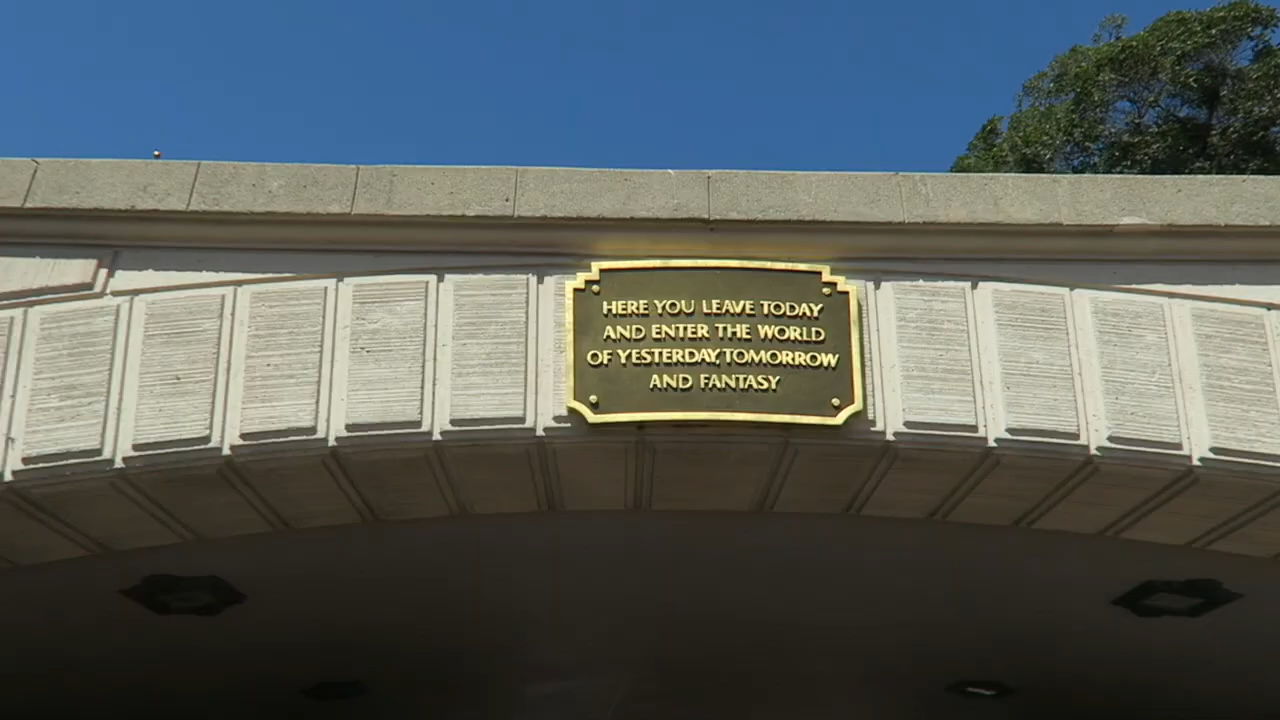 HERE YOU LEAVE TODAY
AND ENTER THE WORLD
OF YESTERDAY, TOMORROW
AND FANTASY